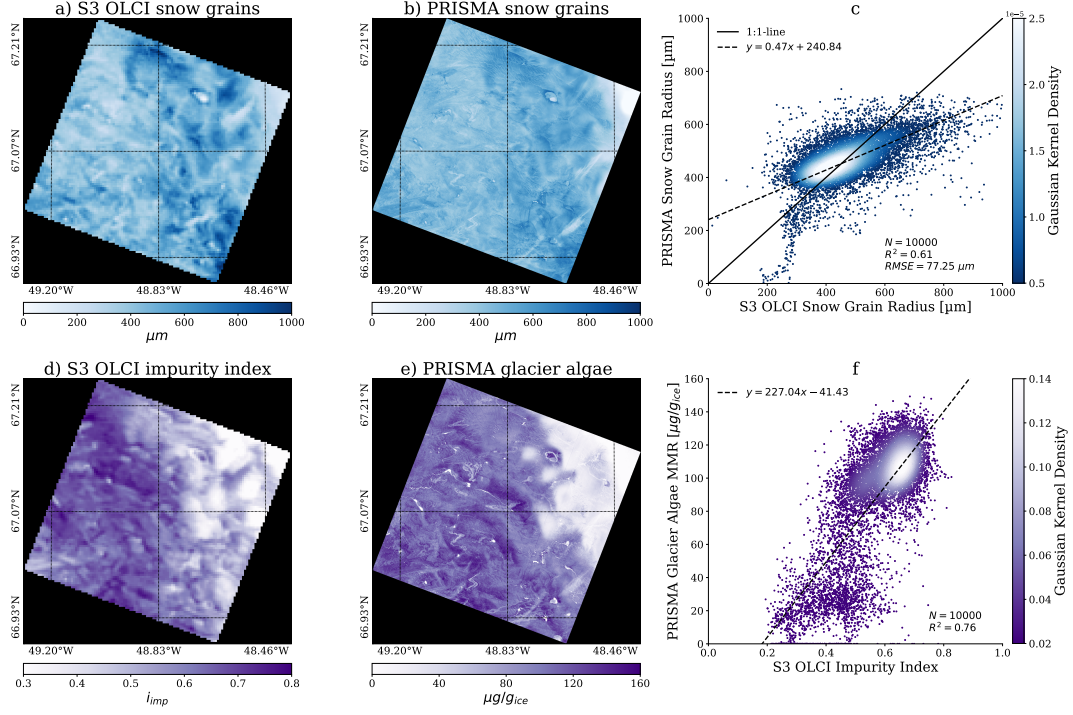 a) S3 OLCI snow grains
67.21°N
67.07°N
66.93°N
49.20°W 48.83°W 48.46°W
0 200 400 600 800 1000
μm
b) PRISMA snow grains
67.21°N
67.07°N
66.93°N
49.20°W 48.83°W 48.46°W
0 200 400 600 800 1000
μm
c
1:1-line
y = 0.47x + 240.84
PRISMA Snow Grain Radius [µm]
1000
800
600
400
200
0
N = 10000
R² = 0.61
RMSE = 77.25 μm
0 200 400 600 800 1000
S3 OLCI Snow Grain Radius [µm]
1e−5
2.5
2.0
1.5
1.0
0.5
Gaussian Kernel Density
d) S3 OLCI impurity index
67.21°N
67.07°N
66.93°N
49.20°W 48.83°W 48.46°W
0.3 0.4 0.5 0.6 0.7 0.8
i_imp
e) PRISMA glacier algae
67.21°N
67.07°N
66.93°N
49.20°W 48.83°W 48.46°W
0 40 80 120 160
μg/g_ice
f
y = 227.04x − 41.43
PRISMA Glacier Algae MMR [μg/g_ice]
160
140
120
100
80
60
40
20
0
N = 10000
R² = 0.76
0.0 0.2 0.4 0.6 0.8 1.0
S3 OLCI Impurity Index
0.14
0.12
0.10
0.08
0.06
0.04
0.02
Gaussian Kernel Density